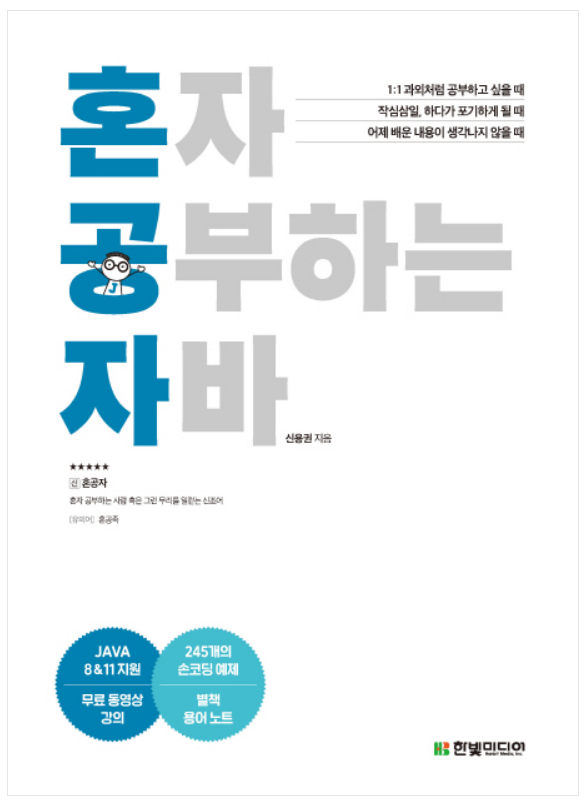 혼자
1:1 과외처럼 공부하고 싶을 때
작심삼일, 하다가 포기하게 될 때
어제 배운 내용이 생각나지 않을 때
공부하는
J
자바
신용권 지음
★★★★★
신 혼공자
혼자 공부하는 사람 혹은 그런 무리를 일컫는 신조어
[유의어] 혼공족
JAVA
8 & 11 지원
무료 동영상
강의
245개의
손코딩 예제
별책
용어 노트
HB 한빛미디어
Hanbit Media, Inc.